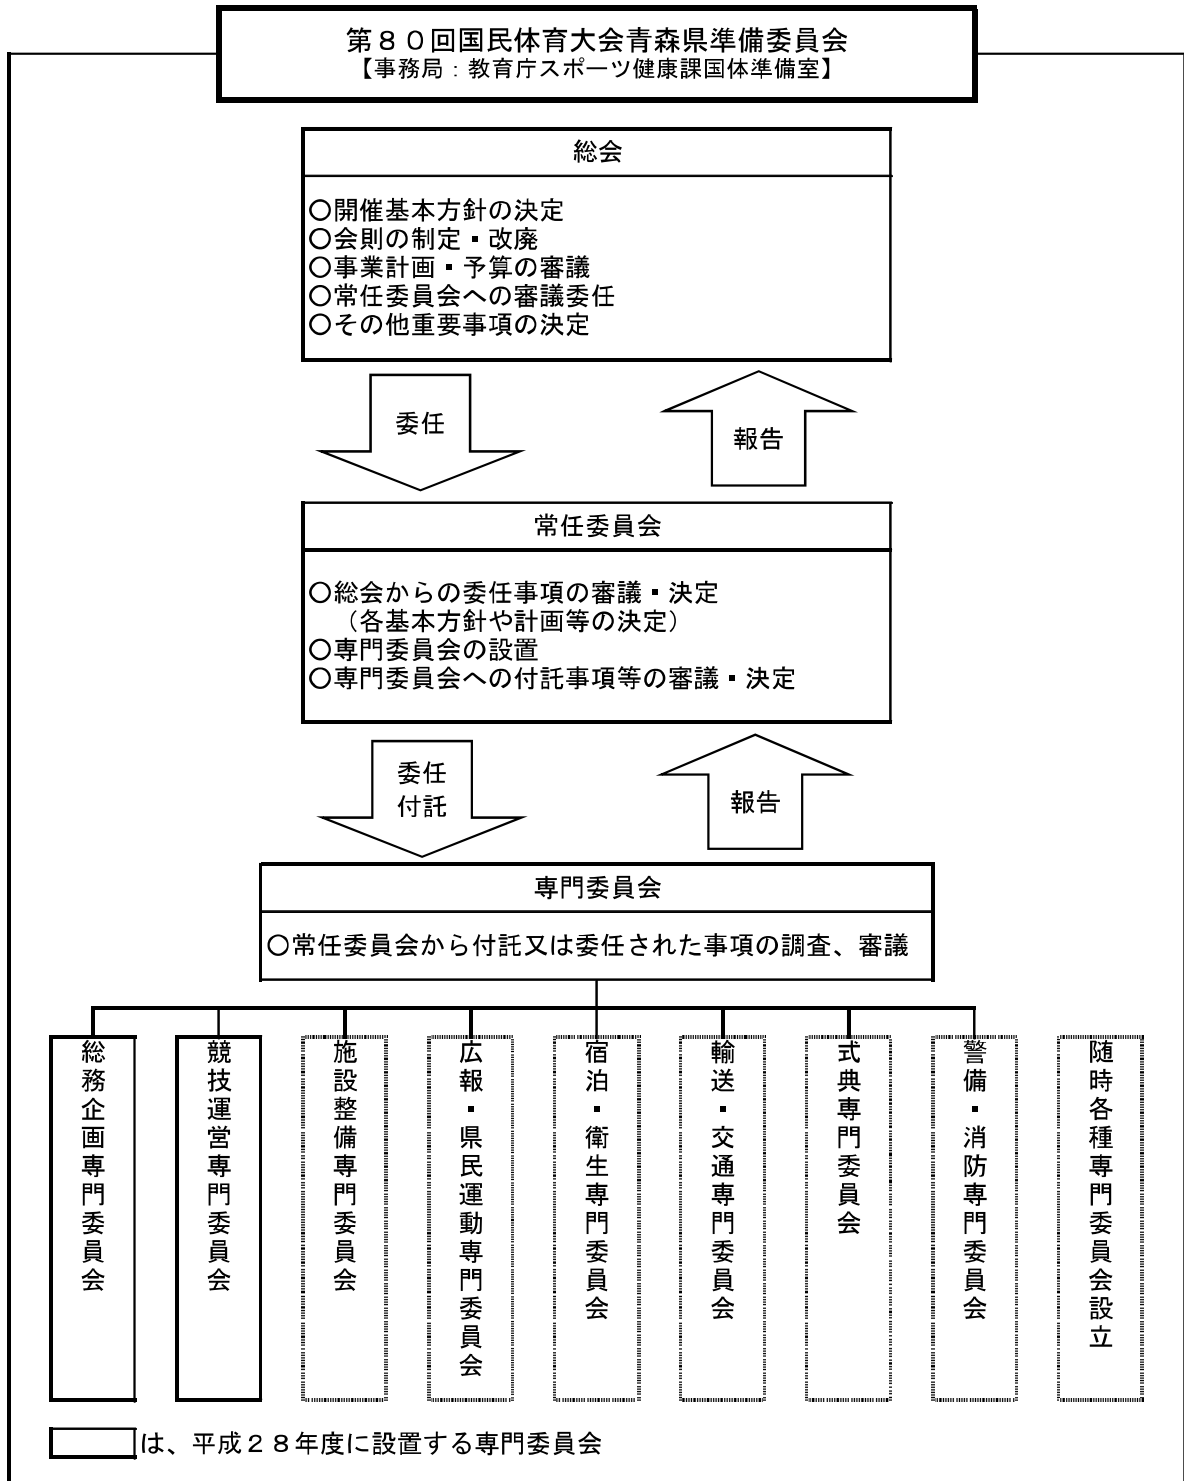 第８０回国民体育大会青森県準備委員会
【事務局：教育庁スポーツ健康課国体準備室】
総会
○開催基本方針の決定
○会則の制定・改廃
○事業計画・予算の審議
○常任委員会への審議委任
○その他重要事項の決定
委任
報告
常任委員会
○総会からの委任事項の審議・決定
（各基本方針や計画等の決定）
○専門委員会の設置
○専門委員会への付託事項等の審議・決定
委任
付託
報告
専門委員会
○常任委員会から付託又は委任された事項の調査、審議
総務企画専門委員会
競技運営専門委員会
施設整備専門委員会
広報・県民運動専門委員会
宿泊・衛生専門委員会
輸送・交通専門委員会
式典専門委員会
警備・消防専門委員会
随時各種専門委員会設立
は、平成２８年度に設置する専門委員会